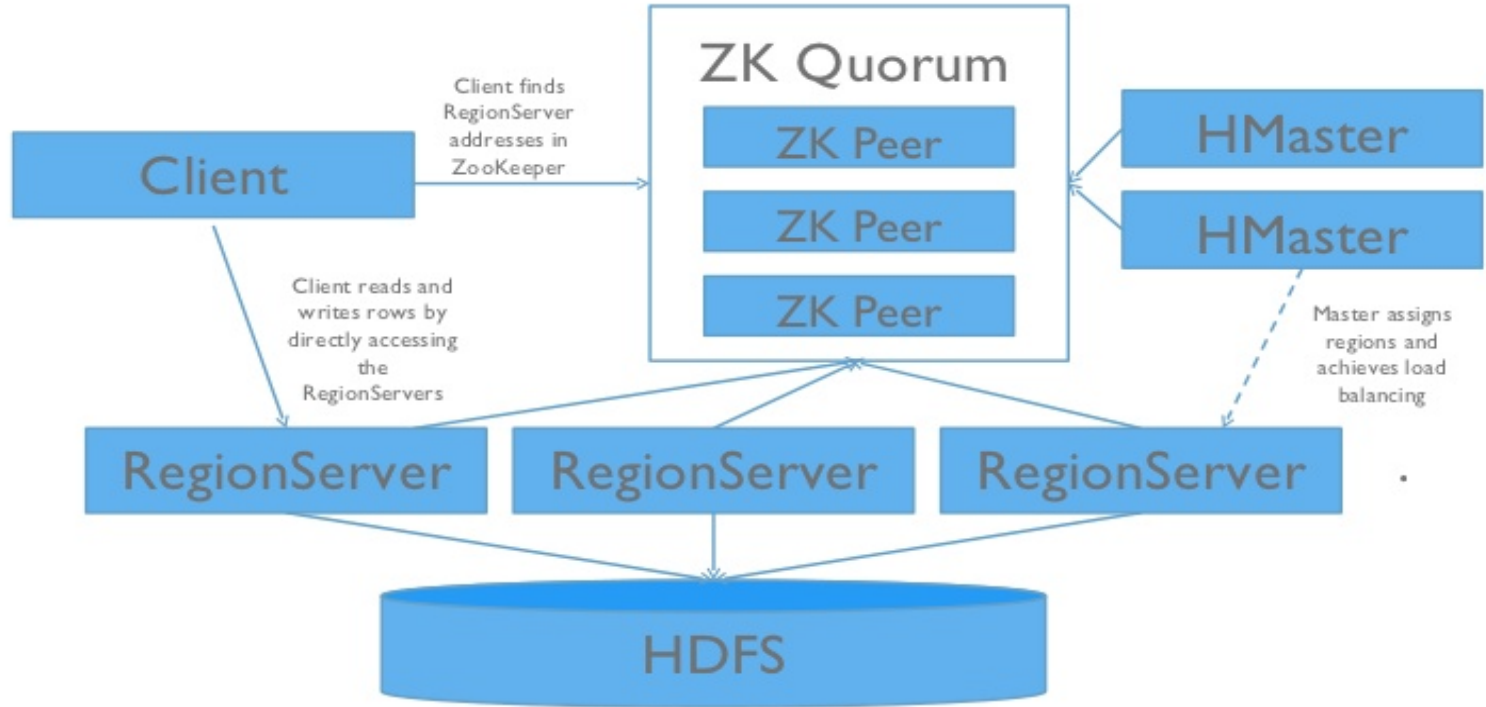 ZK Quorum
Client finds
RegionServer
addresses in
ZooKeeper
ZK Peer
HMaster
Client
ZK Peer
HMaster
ZK Peer
Client reads and
writes rows by
directly accessing
the
RegionServers
Master assigns
regions and
achieves load
balancing
RegionServer
RegionServer
RegionServer
.
HDFS